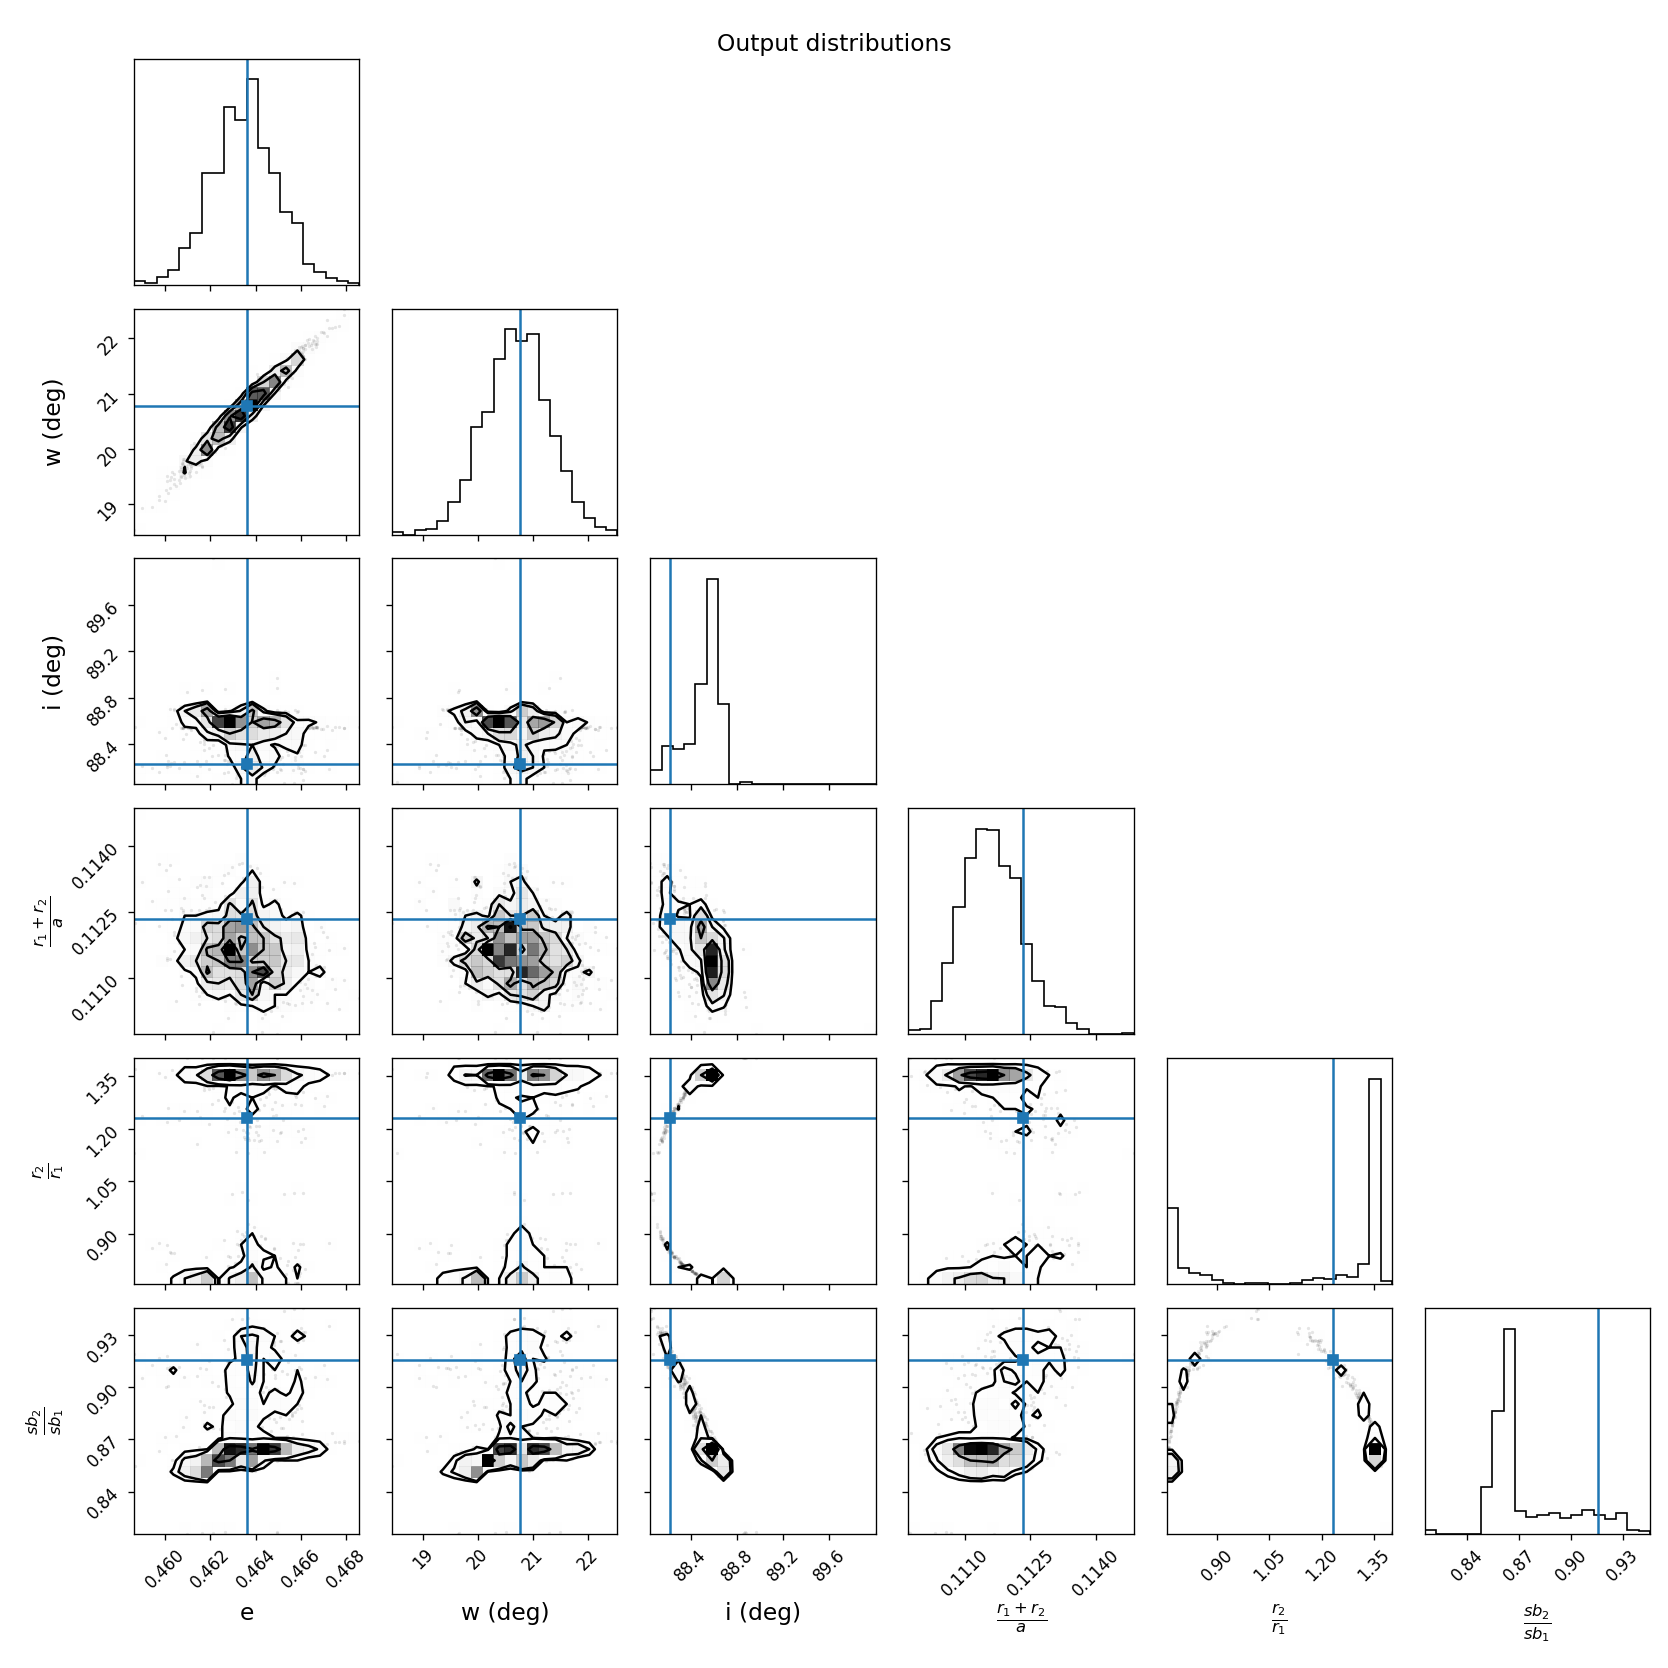 Output distributions
22
21
20
19
w (deg)
89.6
89.2
88.8
88.4
i (deg)
0.1140
0.1125
0.1110
r₁ + r₂
a
1.35
1.20
1.05
0.90
r₂
r₁
0.93
0.90
0.87
0.84
sb₂
sb₁
0.460 0.462 0.464 0.466 0.468 19 20 21 22 88.4 88.8 89.2 89.6 0.1110 0.1125 0.1140 0.90 1.05 1.20 1.35 0.84 0.87 0.90 0.93
e w (deg) i (deg) r₁ + r₂ r₂ sb₂
a r₁ sb₁